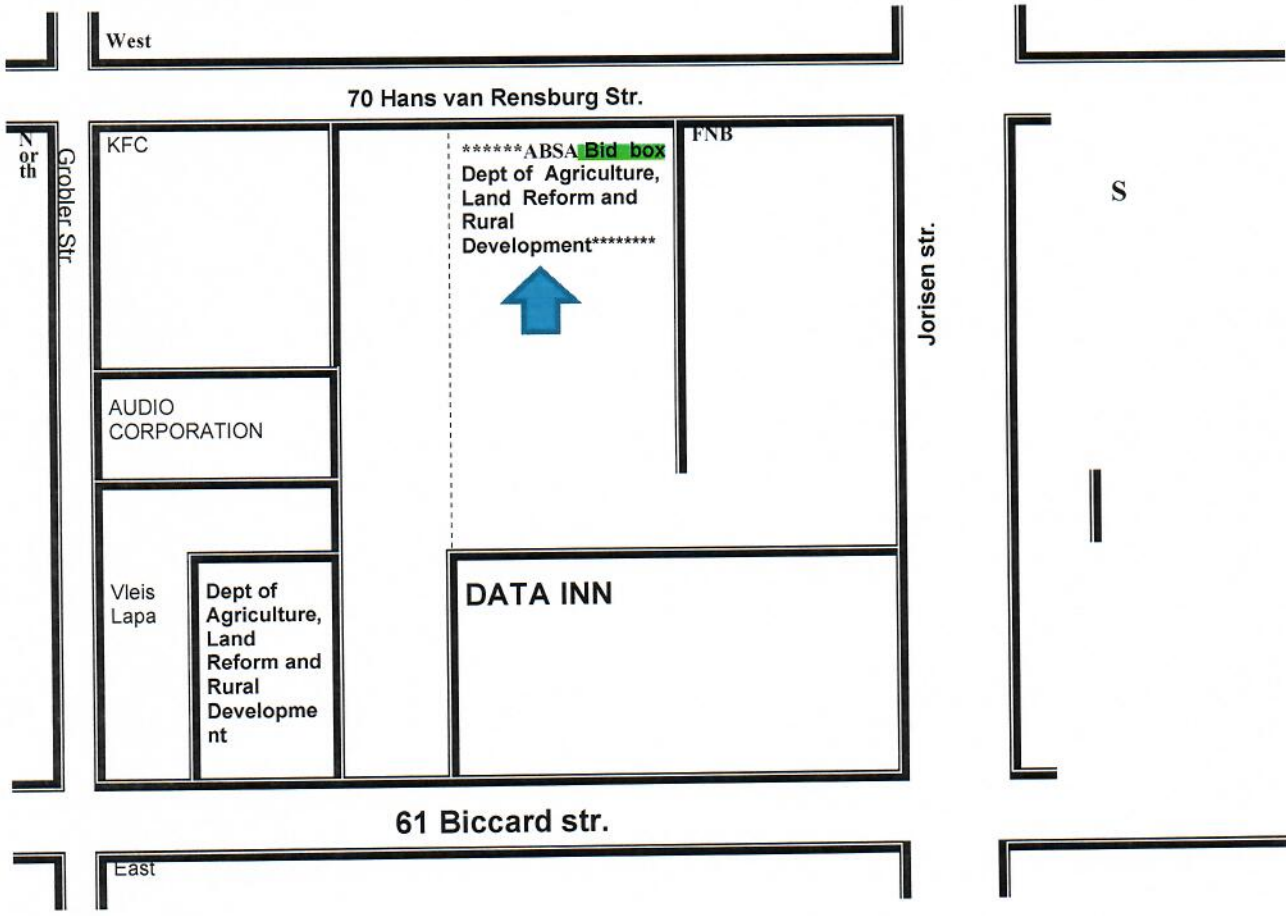 West
70 Hans van Rensburg Str.
N
or
th
Grobler Str.
KFC
******ABSA Bid box
Dept of Agriculture,
Land Reform and
Rural
Development********
FNB
S
Jorisen str.
AUDIO
CORPORATION
Vleis
Lapa
Dept of
Agriculture,
Land
Reform and
Rural
Developme
nt
DATA INN
61 Biccard str.
East